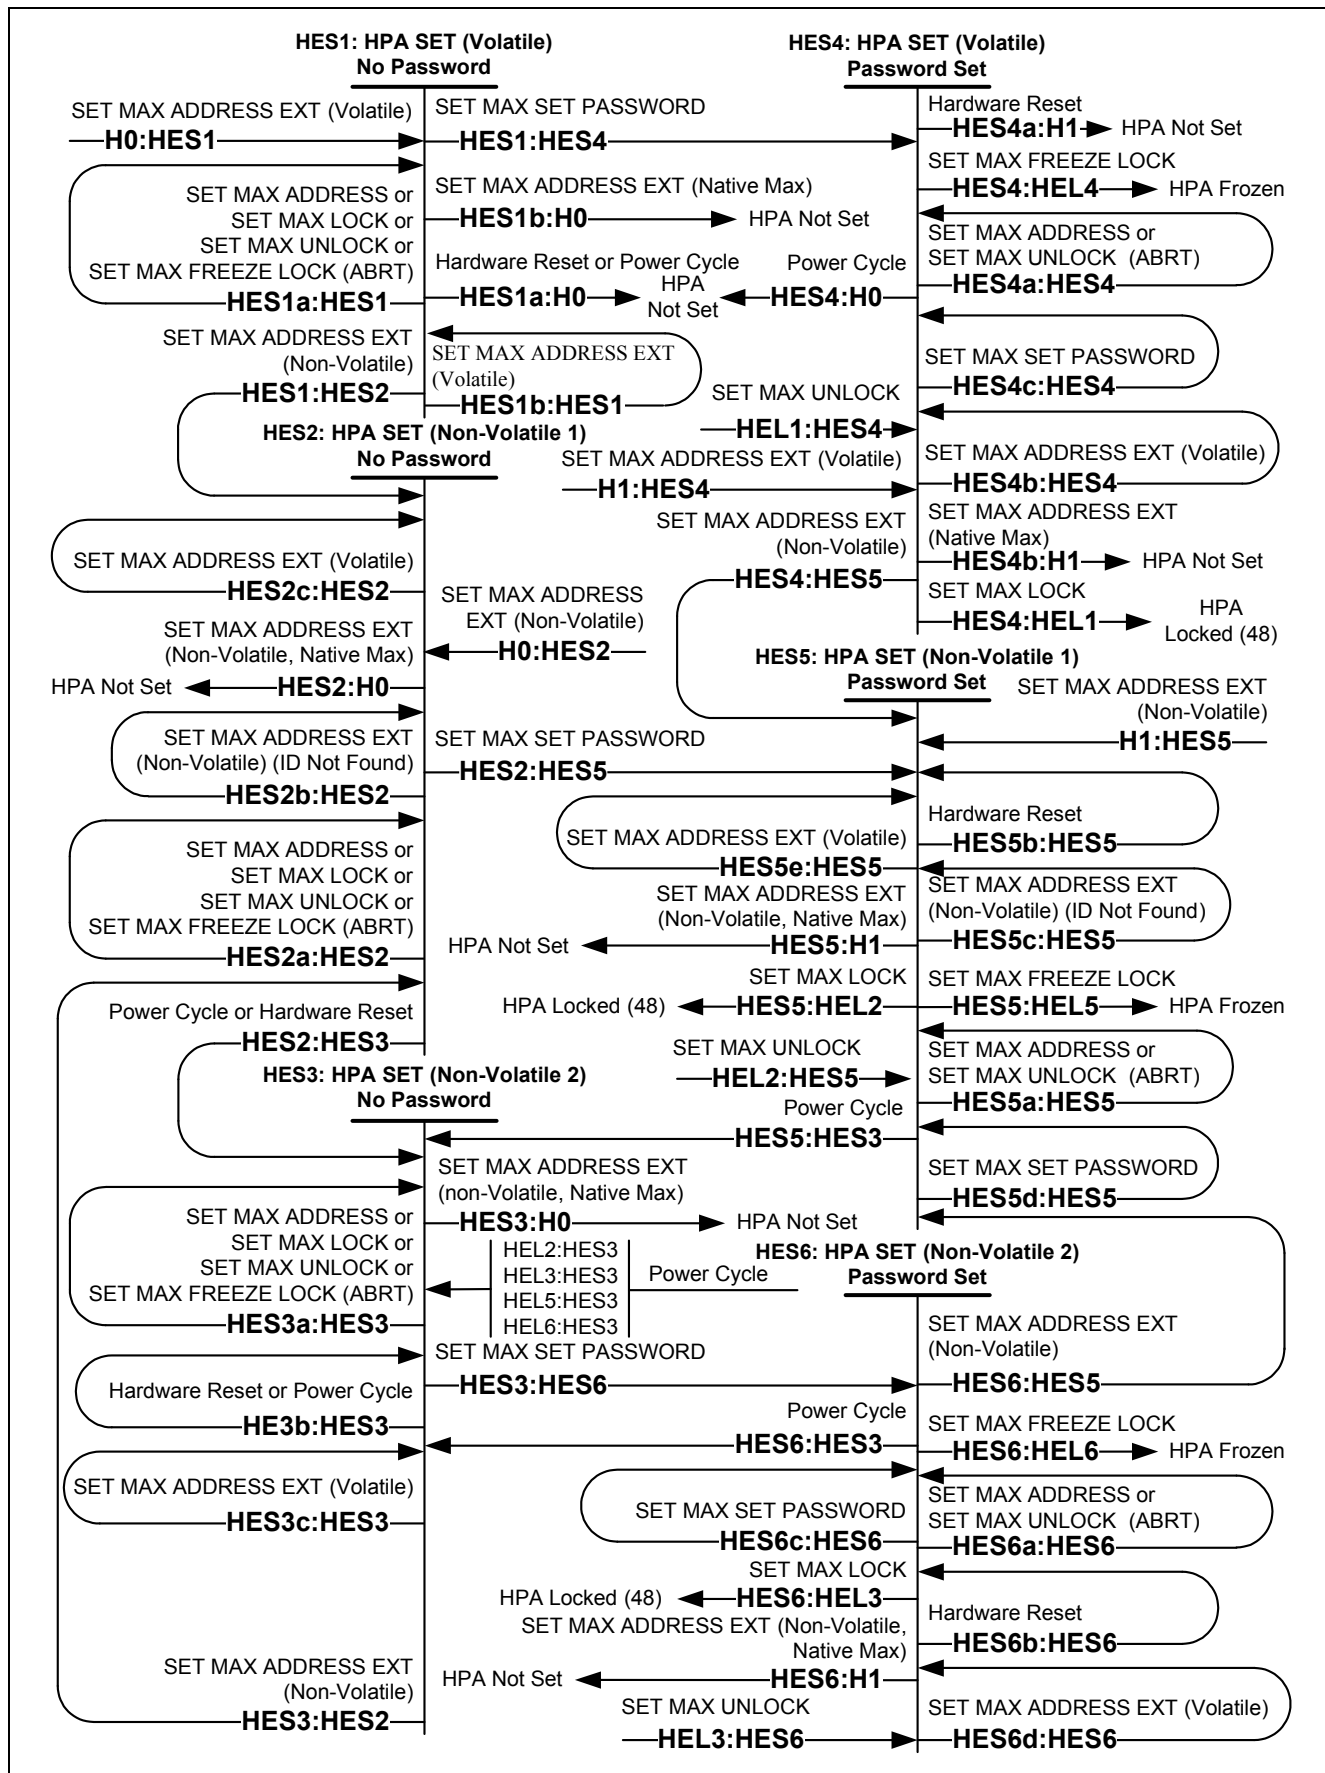 HES1: HPA SET (Volatile)
No Password
SET MAX ADDRESS EXT (Volatile)
H0:HES1
SET MAX SET PASSWORD
HES1:HES4
SET MAX ADDRESS or
SET MAX LOCK or
SET MAX UNLOCK or
SET MAX FREEZE LOCK (ABRT)
HES1a:HES1
SET MAX ADDRESS EXT (Native Max)
HES1b:H0
HPA Not Set
Hardware Reset or Power Cycle
HES1a:H0
HPA
Not Set
SET MAX ADDRESS EXT
(Non-Volatile)
HES1:HES2
SET MAX ADDRESS EXT
(Volatile)
HES1b:HES1
HES4: HPA SET (Volatile)
Password Set
Hardware Reset
HES4a:H1
HPA Not Set
SET MAX FREEZE LOCK
HES4:HEL4
HPA Frozen
SET MAX ADDRESS or
SET MAX UNLOCK (ABRT)
HES4a:HES4
Power Cycle
HES4:H0
SET MAX SET PASSWORD
HES4c:HES4
SET MAX UNLOCK
HEL1:HES4
SET MAX ADDRESS EXT (Volatile)
H1:HES4
SET MAX ADDRESS EXT (Volatile)
HES4b:HES4
SET MAX ADDRESS EXT
(Non-Volatile)
HES4:HES5
SET MAX ADDRESS EXT
(Native Max)
HES4b:H1
HPA Not Set
SET MAX LOCK
HES4:HEL1
HPA
Locked (48)
HES2: HPA SET (Non-Volatile 1)
No Password
SET MAX ADDRESS EXT (Volatile)
HES2c:HES2
SET MAX ADDRESS
EXT (Non-Volatile)
H0:HES2
SET MAX ADDRESS EXT
(Non-Volatile, Native Max)
HPA Not Set
HES2:H0
SET MAX ADDRESS EXT
(Non-Volatile) (ID Not Found)
HES2b:HES2
SET MAX SET PASSWORD
HES2:HES5
SET MAX ADDRESS or
SET MAX LOCK or
SET MAX UNLOCK or
SET MAX FREEZE LOCK (ABRT)
HES2a:HES2
Power Cycle or Hardware Reset
HES2:HES3
HES5: HPA SET (Non-Volatile 1)
Password Set
SET MAX ADDRESS EXT
(Non-Volatile)
H1:HES5
Hardware Reset
HES5b:HES5
SET MAX ADDRESS EXT (Volatile)
HES5e:HES5
SET MAX ADDRESS EXT
(Non-Volatile, Native Max)
HPA Not Set
HES5:H1
SET MAX ADDRESS EXT
(Non-Volatile) (ID Not Found)
HES5c:HES5
SET MAX LOCK
HPA Locked (48)
HES5:HEL2
SET MAX FREEZE LOCK
HES5:HEL5
HPA Frozen
SET MAX UNLOCK
HEL2:HES5
SET MAX ADDRESS or
SET MAX UNLOCK (ABRT)
HES5a:HES5
Power Cycle
HES5:HES3
SET MAX SET PASSWORD
HES5d:HES5
HES3: HPA SET (Non-Volatile 2)
No Password
SET MAX ADDRESS EXT
(non-Volatile, Native Max)
HES3:H0
HPA Not Set
SET MAX ADDRESS or
SET MAX LOCK or
SET MAX UNLOCK or
SET MAX FREEZE LOCK (ABRT)
HES3a:HES3
HEL2:HES3
HEL3:HES3
HEL5:HES3
HEL6:HES3
Power Cycle
SET MAX SET PASSWORD
HES3:HES6
Hardware Reset or Power Cycle
HE3b:HES3
SET MAX ADDRESS EXT (Volatile)
HES3c:HES3
SET MAX ADDRESS EXT
(Non-Volatile)
HES3:HES2
HES6: HPA SET (Non-Volatile 2)
Password Set
SET MAX ADDRESS EXT
(Non-Volatile)
HES6:HES5
Power Cycle
HES6:HES3
SET MAX FREEZE LOCK
HES6:HEL6
HPA Frozen
SET MAX SET PASSWORD
HES6c:HES6
SET MAX ADDRESS or
SET MAX UNLOCK (ABRT)
HES6a:HES6
SET MAX LOCK
HPA Locked (48)
HES6:HEL3
Hardware Reset
HES6b:HES6
SET MAX ADDRESS EXT (Non-Volatile,
Native Max)
HPA Not Set
HES6:H1
SET MAX UNLOCK
HEL3:HES6
SET MAX ADDRESS EXT (Volatile)
HES6d:HES6